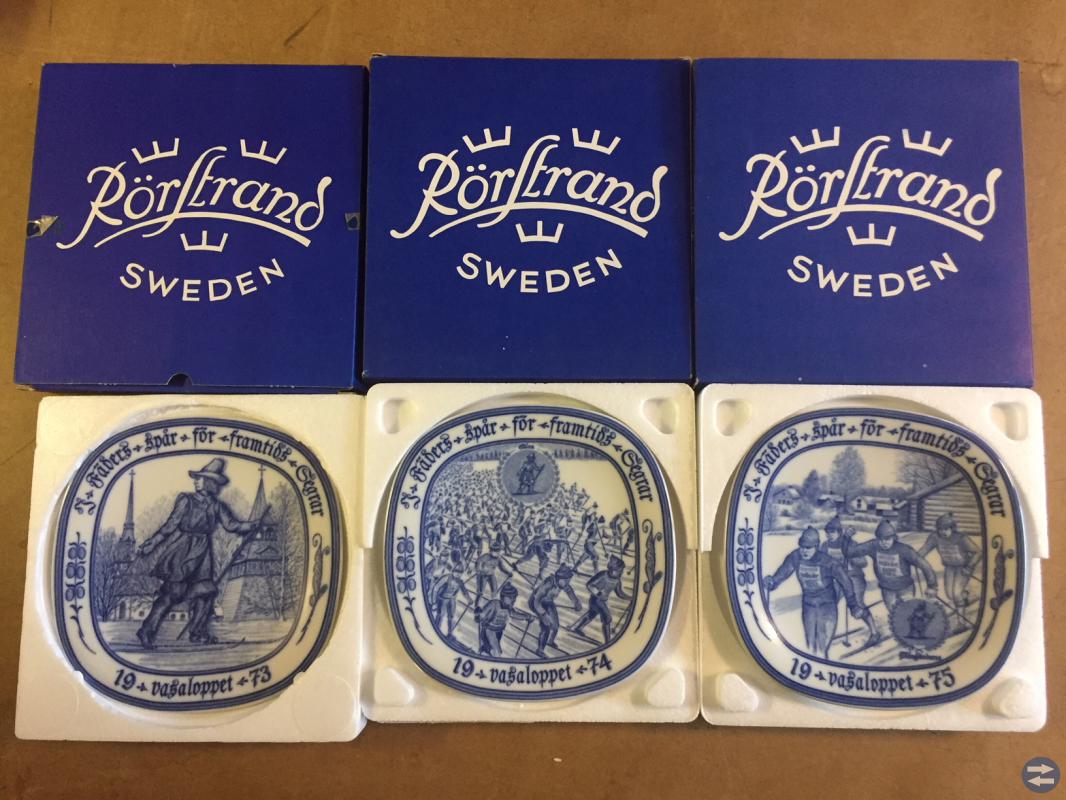 Rörstrand
SWEDEN
Rörstrand
SWEDEN
Rörstrand
SWEDEN
I Fäders spår för framtids Segrar
19 vasaloppet 73
I Fäders spår för framtids Segrar
19 vasaloppet 74
I Fäders spår för framtids Segrar
19 vasaloppet 75